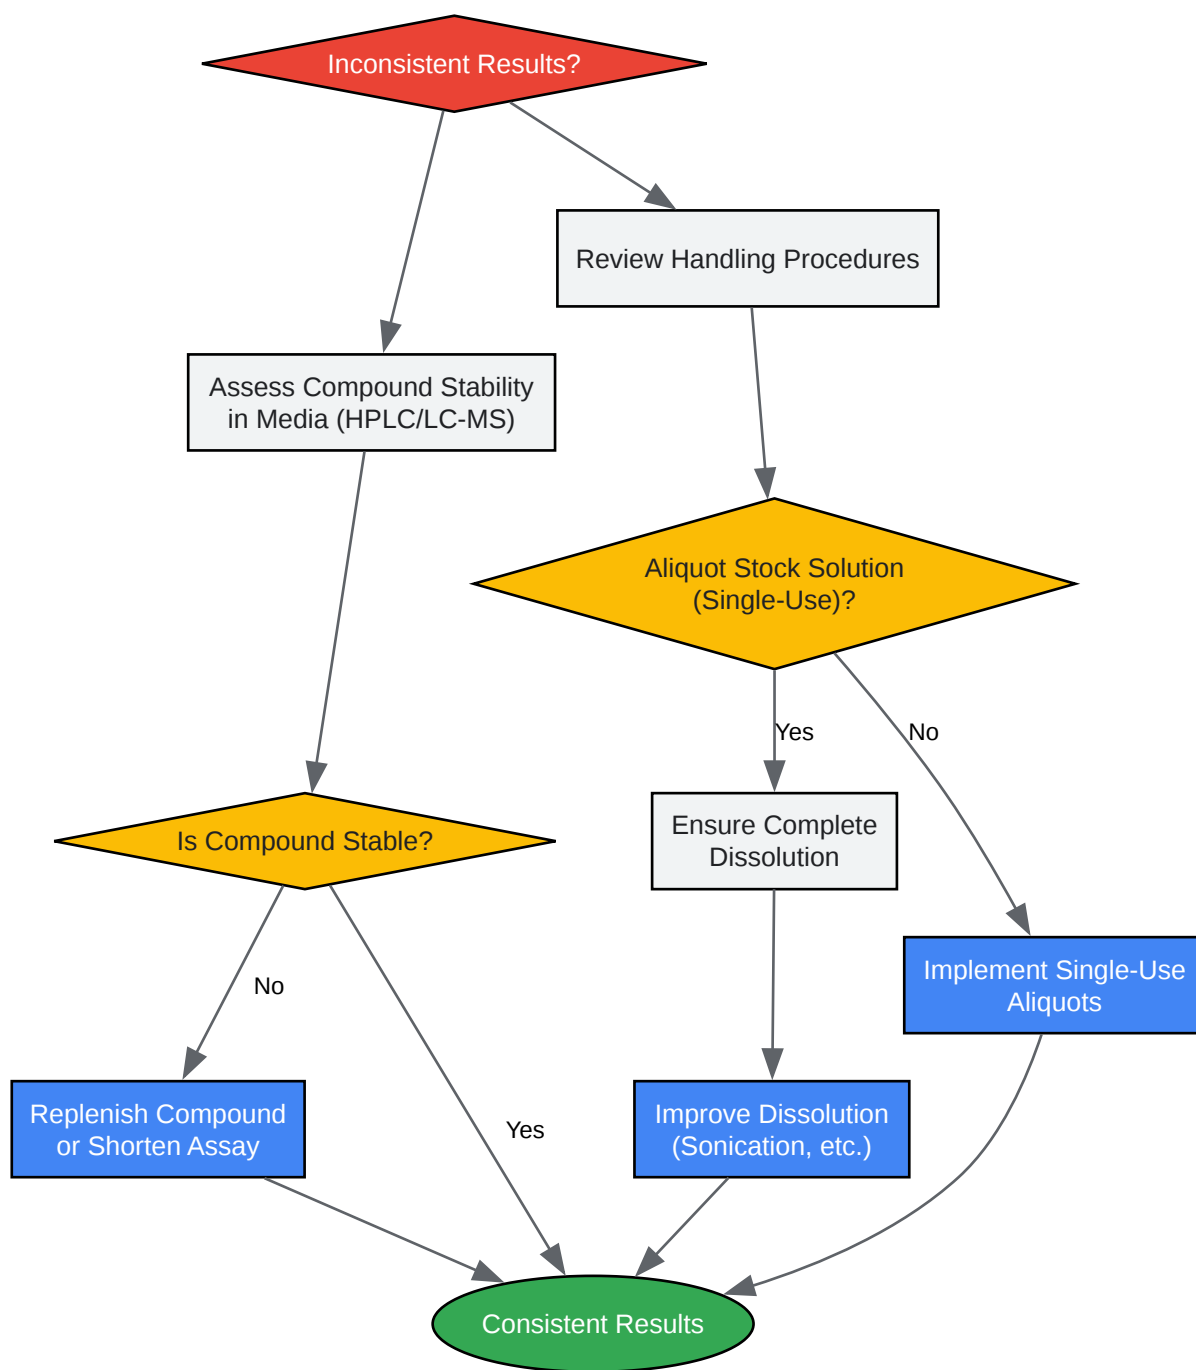 Inconsistent Results?
Review Handling Procedures
Assess Compound Stability
in Media (HPLC/LC-MS)
Aliquot Stock Solution
(Single-Use)?
Yes
No
Is Compound Stable?
Ensure Complete
Dissolution
No
Implement Single-Use
Aliquots
Replenish Compound
or Shorten Assay
Yes
Improve Dissolution
(Sonication, etc.)
Consistent Results